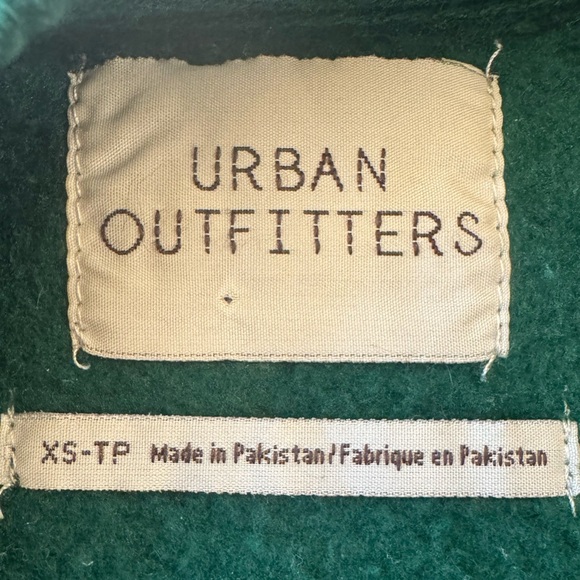 URBAN
OUTFITTERS
XS-TP Made in Pakistan/Fabrique en Pakistan